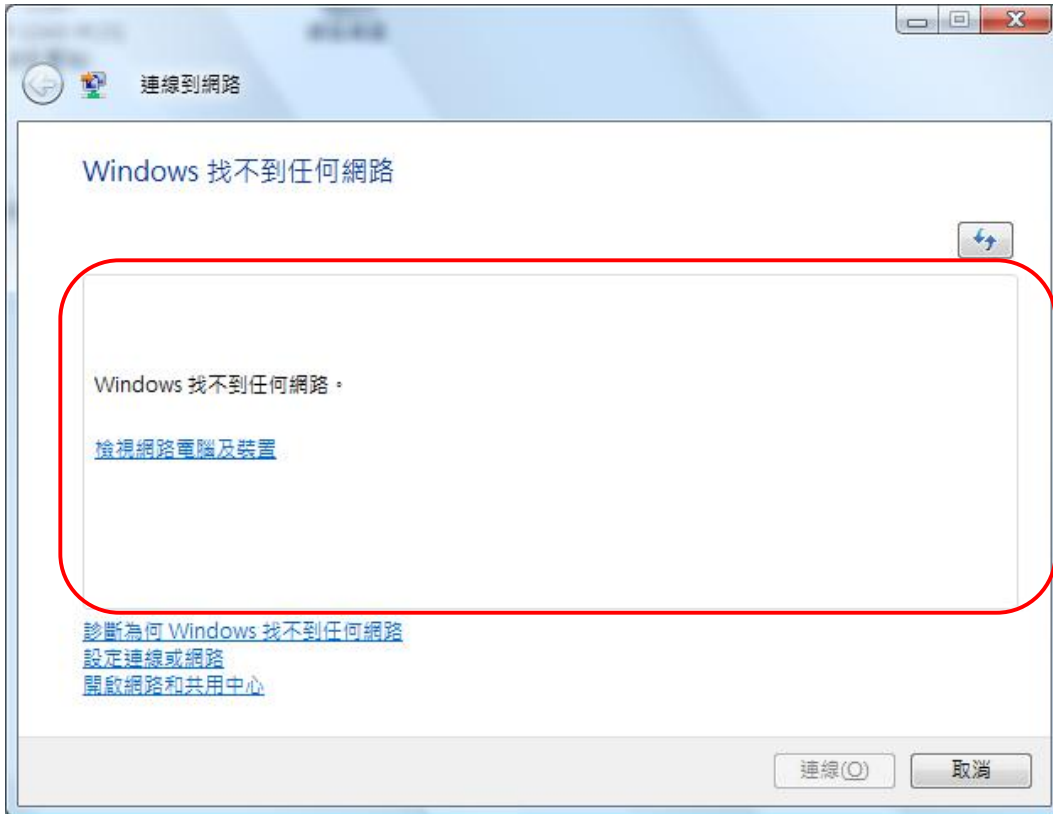 連線到網路
Windows 找不到任何網路
Windows 找不到任何網路。
檢視網路電腦及裝置
診斷為何 Windows 找不到任何網路
設定連線或網路
開啟網路和共用中心
連線(O)
取消